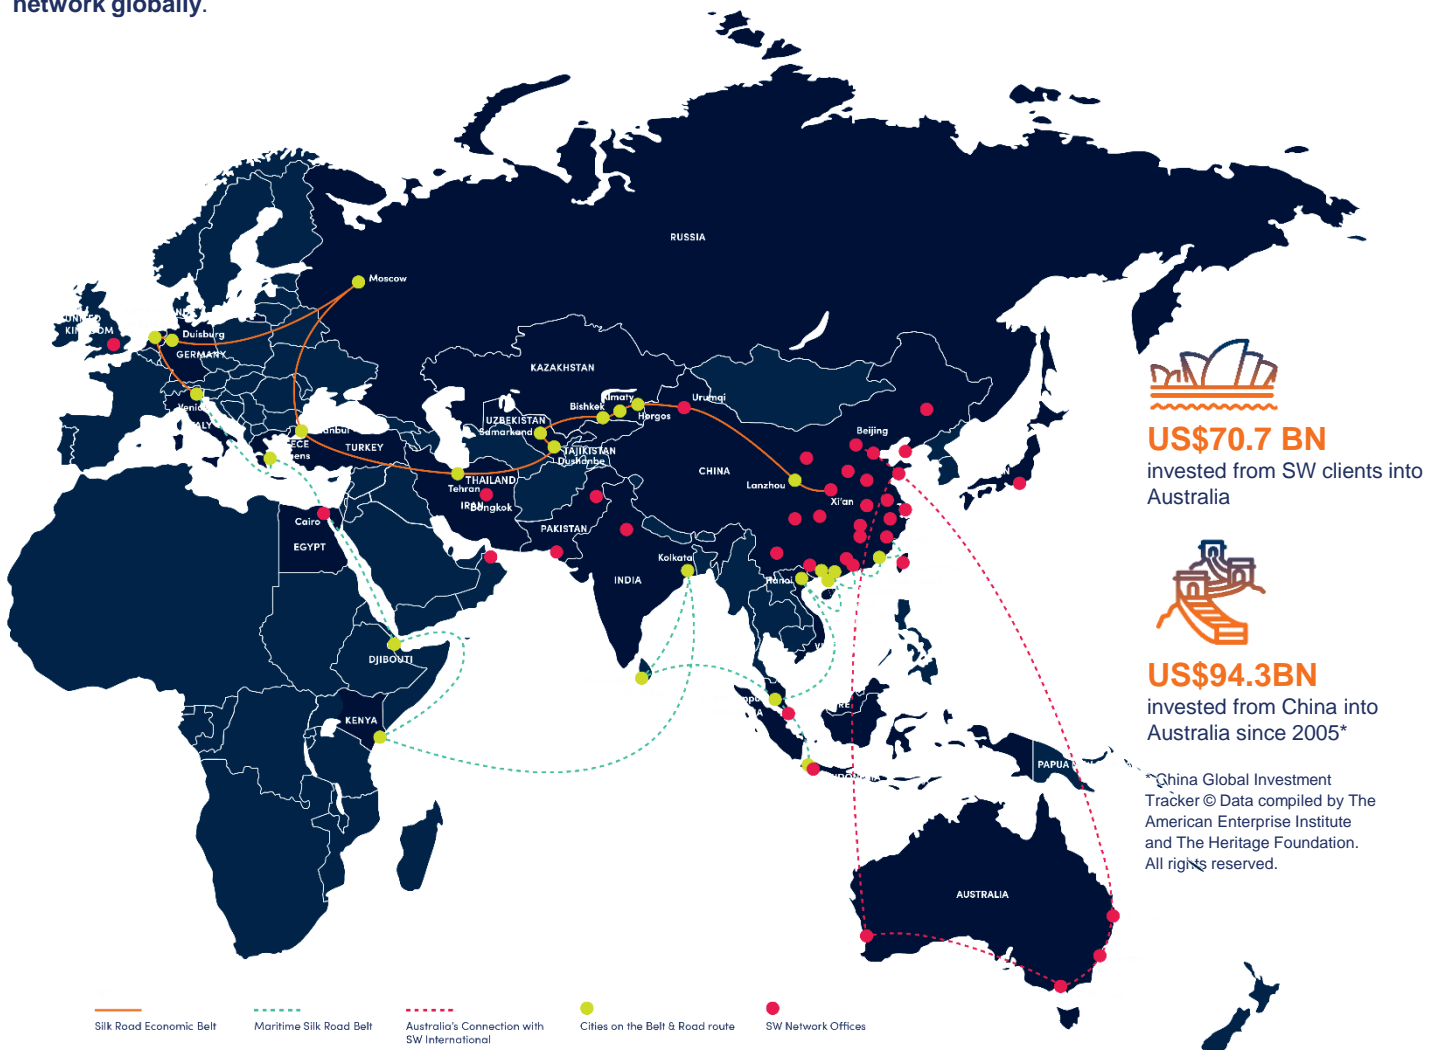 network globally.
RUSSIA
Moscow
UNITED
KINGDOM
Duisburg
GERMANY
KAZAKHSTAN
Almaty
Bishkek
Horgos
Urumqi
UZBEKISTAN
Samarkand
TAJIKISTAN
Dushanbe
TURKEY
Beijing
CHINA
Lanzhou
Xi'an
THAILAND
Tehran
IRAN
Bangkok
Cairo
EGYPT
PAKISTAN
Kolkata
INDIA
Hanoi
DJIBOUTI
KENYA
PAPUA
AUSTRALIA
US$70.7 BN
invested from SW clients into
Australia
US$94.3BN
invested from China into
Australia since 2005*
*China Global Investment
Tracker © Data compiled by The
American Enterprise Institute
and The Heritage Foundation.
All rights reserved.
Silk Road Economic Belt
Maritime Silk Road Belt
Australia's Connection with
SW International
Cities on the Belt & Road route
SW Network Offices